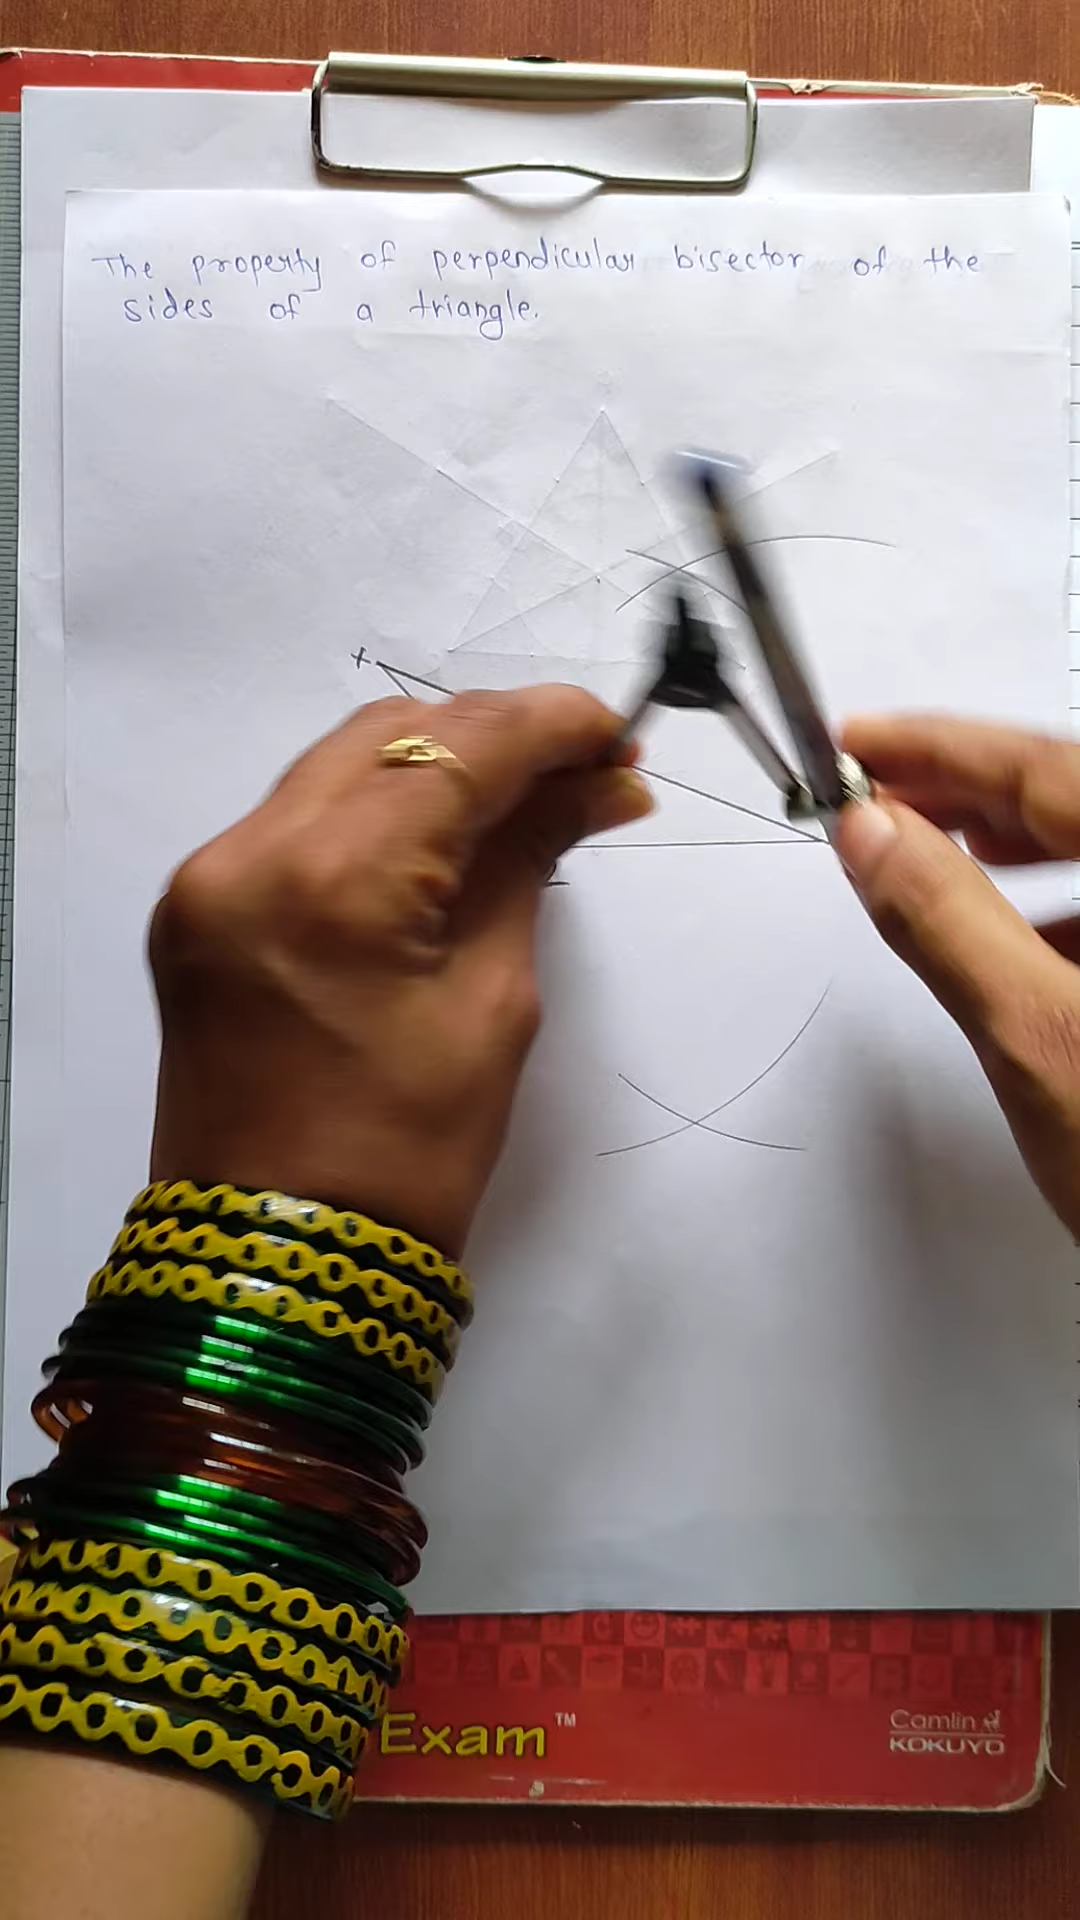 The property of perpendicular bisector of the
sides of a triangle.
X
Exam™
Camlin
KOKUYO